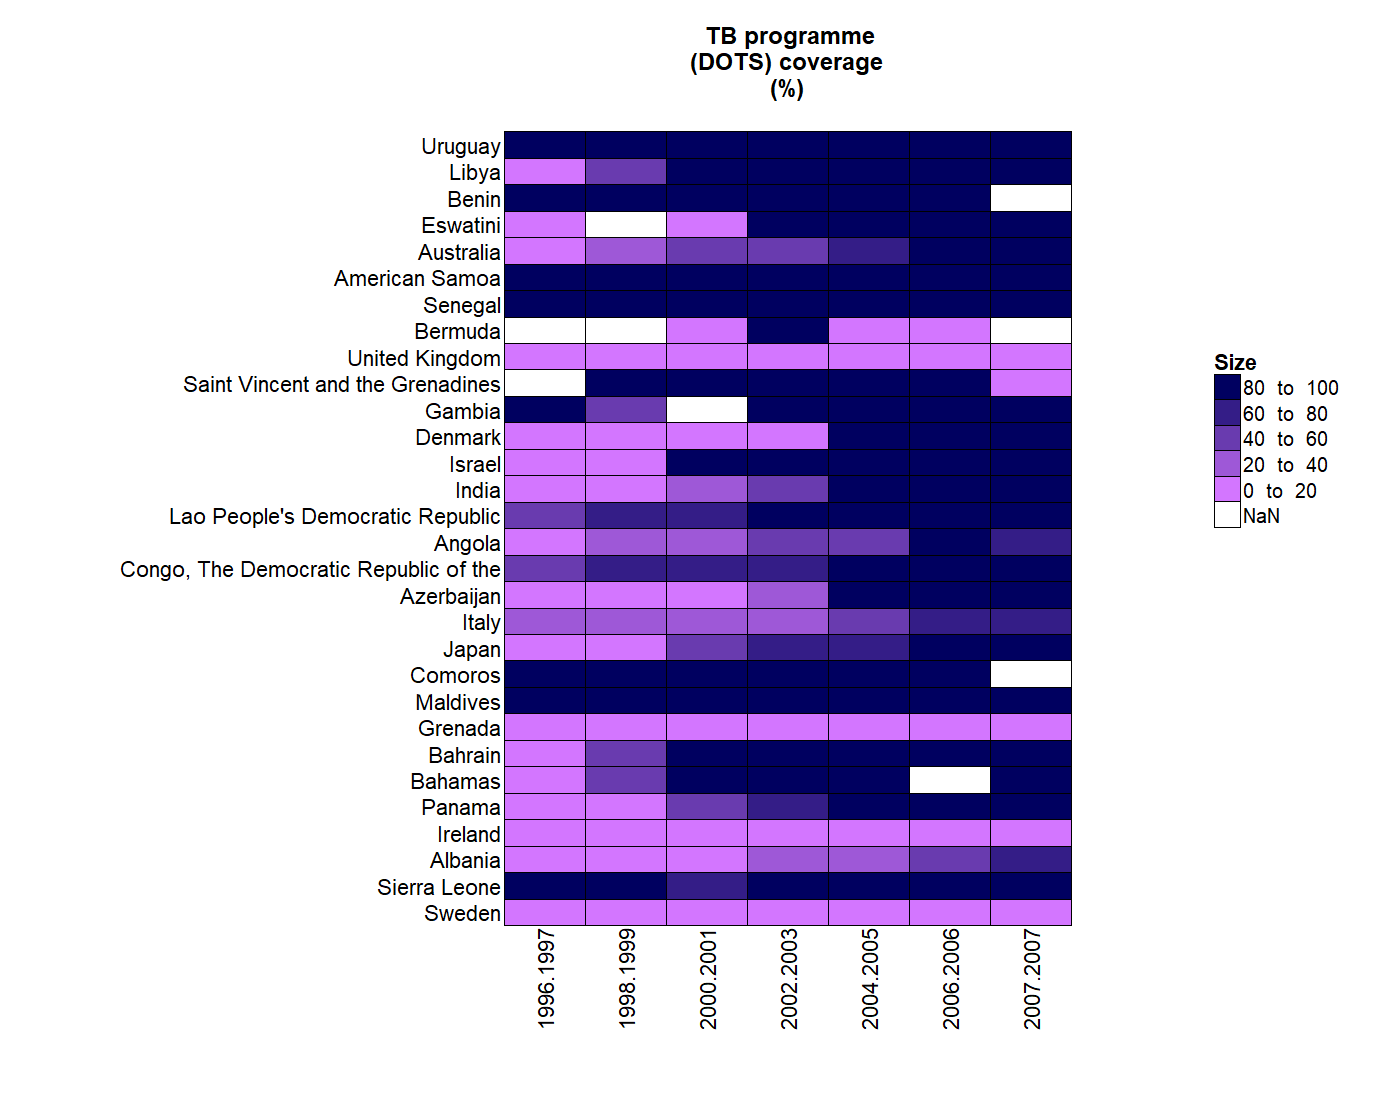 TB programme
(DOTS) coverage
(%)
Uruguay
Libya
Benin
Eswatini
Australia
American Samoa
Senegal
Bermuda
United Kingdom
Saint Vincent and the Grenadines
Gambia
Denmark
Israel
India
Lao People's Democratic Republic
Angola
Congo, The Democratic Republic of the
Azerbaijan
Italy
Japan
Comoros
Maldives
Grenada
Bahrain
Bahamas
Panama
Ireland
Albania
Sierra Leone
Sweden
1996.1997
1998.1999
2000.2001
2002.2003
2004.2005
2006.2006
2007.2007
Size
80 to 100
60 to 80
40 to 60
20 to 40
0 to 20
NaN